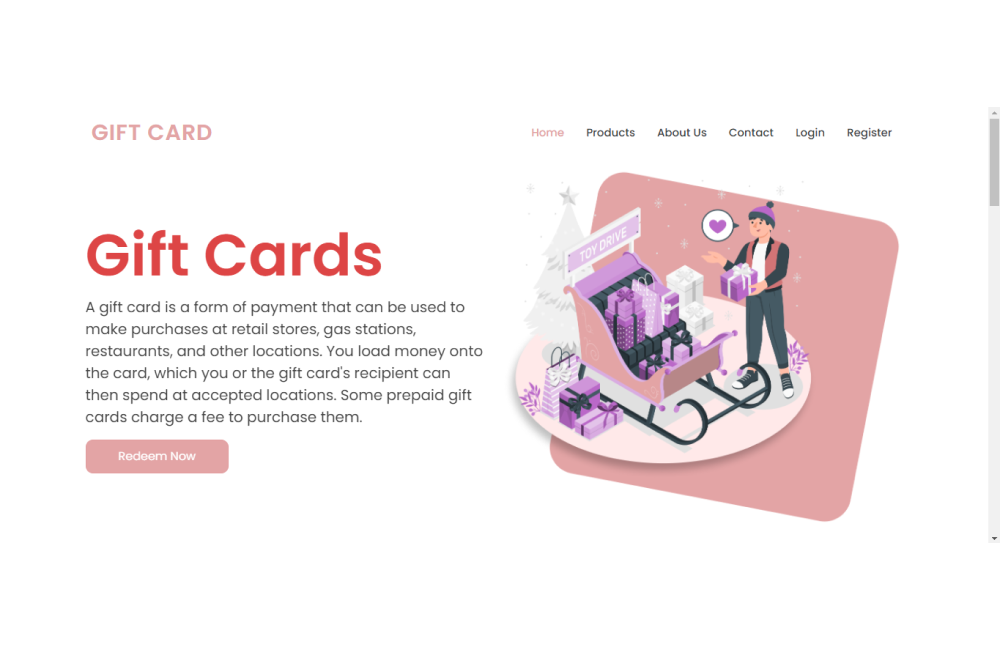 GIFT CARD
Home Products About Us Contact Login Register
Gift Cards
A gift card is a form of payment that can be used to
make purchases at retail stores, gas stations,
restaurants, and other locations. You load money onto
the card, which you or the gift card's recipient can
then spend at accepted locations. Some prepaid gift
cards charge a fee to purchase them.
Redeem Now
TOY DRIVE